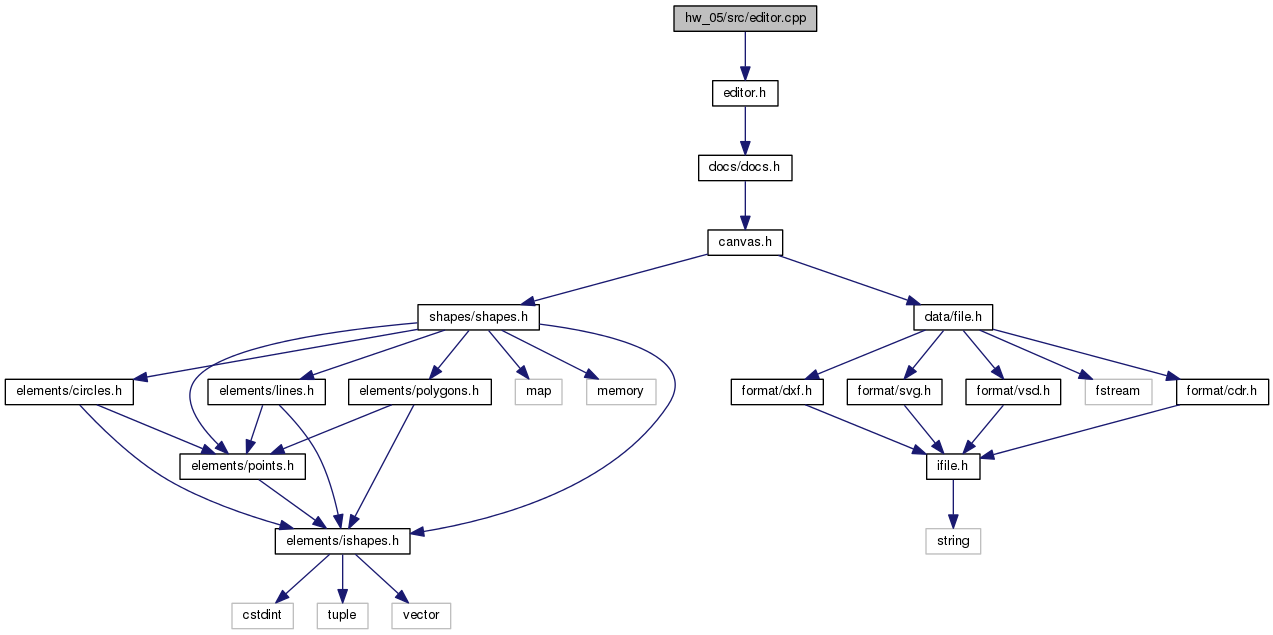 hw_05/src/editor.cpp
editor.h
docs/docs.h
canvas.h
shapes/shapes.h
data/file.h
elements/circles.h
elements/lines.h
elements/polygons.h
map
memory
format/dxf.h
format/svg.h
format/vsd.h
fstream
format/cdr.h
elements/points.h
ifile.h
elements/ishapes.h
string
cstdint
tuple
vector